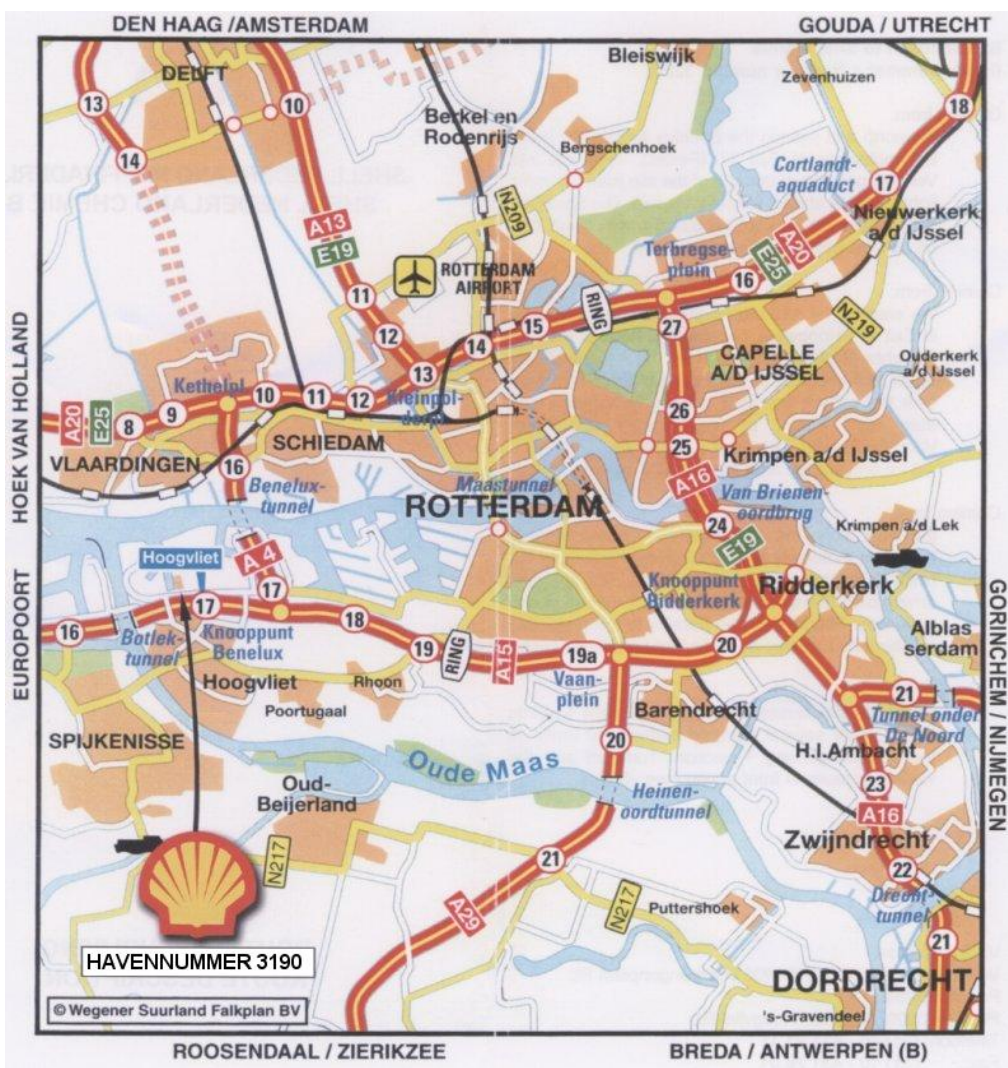 DEN HAAG /AMSTERDAM
GOUDA / UTRECHT
HOEK VAN HOLLAND
EUROPOORT
GORINCHEM / NIJMEGEN
ROOSENDAAL / ZIERIKZEE
BREDA / ANTWERPEN (B)
DELFT
Bleiswijk
Zevenhuizen
13
10
18
Berkel en
Rodenrijs
Bergschenhoek
14
Cortlandt-
aquaduct
17
N209
Nieuwerkerk
a/d IJssel
A13
E19
Terbregse-
plein
A20
E25
16
ROTTERDAM
AIRPORT
11
RING
N219
12
14
15
27
CAPELLE
A/D IJSSEL
Ouderkerk
a/d IJssel
13
Kethelpl
10
11
12
Kleinpol-
derpl
A20
E25
8
9
26
SCHIEDAM
25
VLAARDINGEN
16
Krimpen a/d IJssel
Benelux-
tunnel
Maastunnel
A16
Van Brienen-
oordbrug
ROTTERDAM
24
Krimpen a/d Lek
E19
Hoogvliet
A 4
Knooppunt
Ridderkerk
Ridderkerk
17
17
16
18
Botlek-
tunnel
Knooppunt
Benelux
19
RING
A15
19a
20
Alblas
serdam
Hoogvliet
Rhoon
Vaan-
plein
Poortugaal
Barendrecht
21
Tunnel onder
De Noord
SPIJKENISSE
20
H.I.Ambacht
Oude Maas
Oud-
Beijerland
23
Heinen-
oordtunnel
A16
Zwijndrecht
N217
21
22
A29
N217
Puttershoek
Drecht-
tunnel
21
HAVENNUMMER 3190
DORDRECHT
's-Gravendeel
© Wegener Suurland Falkplan BV